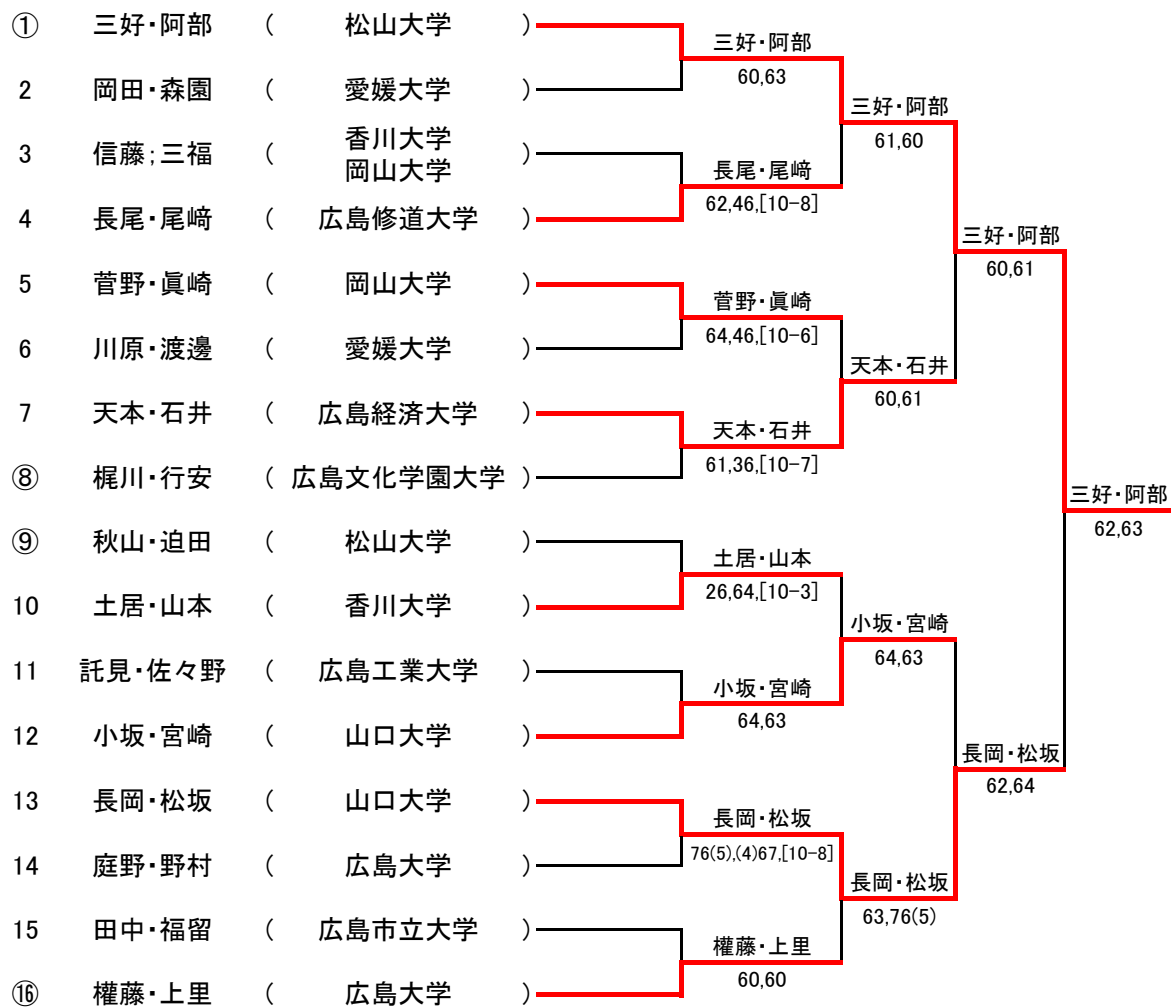 ① 三好・阿部 ( 松山大学 )
2 岡田・森園 ( 愛媛大学 )
3 信藤;三福 ( 香川大学 岡山大学 )
4 長尾・尾﨑 ( 広島修道大学 )
5 菅野・眞崎 ( 岡山大学 )
6 川原・渡邊 ( 愛媛大学 )
7 天本・石井 ( 広島経済大学 )
⑧ 梶川・行安 ( 広島文化学園大学 )
⑨ 秋山・迫田 ( 松山大学 )
10 土居・山本 ( 香川大学 )
11 託見・佐々野 ( 広島工業大学 )
12 小坂・宮崎 ( 山口大学 )
13 長岡・松坂 ( 山口大学 )
14 庭野・野村 ( 広島大学 )
15 田中・福留 ( 広島市立大学 )
⑯ 權藤・上里 ( 広島大学 )
三好・阿部
60,63
長尾・尾﨑
62,46,[10-8]
菅野・眞崎
64,46,[10-6]
天本・石井
61,36,[10-7]
土居・山本
26,64,[10-3]
小坂・宮崎
64,63
長岡・松坂
76(5),(4)67,[10-8]
權藤・上里
60,60
三好・阿部
61,60
天本・石井
60,61
小坂・宮崎
64,63
長岡・松坂
63,76(5)
三好・阿部
60,61
長岡・松坂
62,64
三好・阿部
62,63